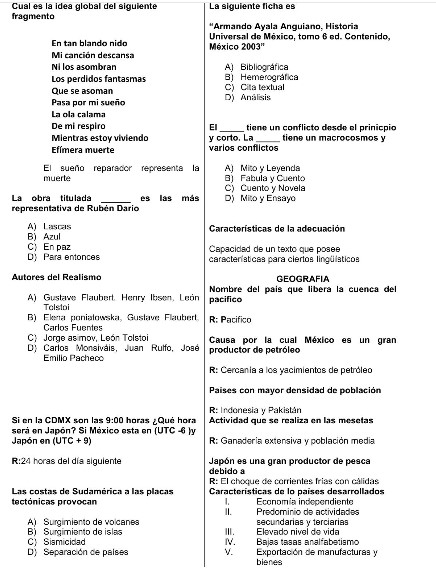 Cual es la idea global del siguiente
fragmento
En tan blando nido
Mi canción descansa
Ni los asombran
Los perdidos fantasmas
Que se asoman
Pasa por mi sueño
La ola calama
De mi respiro
Mientras estoy viviendo
Efímera muerte
El sueño reparador representa la
muerte
La obra titulada ______ es las más
representativa de Rubén Darío
A) Lascas
B) Azul
C) En paz
D) Para entonces
Autores del Realismo
A) Gustave Flaubert, Henry Ibsen, León
Tolstoi
B) Elena poniatowska, Gustave Flaubert,
Carlos Fuentes
C) Jorge asimov, León Tolstoi
D) Carlos Monsiváis, Juan Rulfo, José
Emilio Pacheco
Si en la CDMX son las 9:00 horas ¿Qué hora
será en Japón? Si México esta en (UTC -6 )y
Japón en (UTC + 9)
R:24 horas del día siguiente
Las costas de Sudamérica a las placas
tectónicas provocan
A) Surgimiento de volcanes
B) Surgimiento de islas
C) Sismicidad
D) Separación de países
La siguiente ficha es
“Armando Ayala Anguiano, Historia
Universal de México, tomo 6 ed. Contenido,
México 2003”
A) Bibliográfica
B) Hemerográfica
C) Cita textual
D) Análisis
El _____ tiene un conflicto desde el prinicpio
y corto. La _____ tiene un macrocosmos y
varios conflictos
A) Mito y Leyenda
B) Fabula y Cuento
C) Cuento y Novela
D) Mito y Ensayo
Características de la adecuación
Capacidad de un texto que posee
características para ciertos lingüísticos
GEOGRAFIA
Nombre del país que libera la cuenca del
pacifico
R: Pacifico
Causa por la cual México es un gran
productor de petróleo
R: Cercanía a los yacimientos de petróleo
Países con mayor densidad de población
R: Indonesia y Pakistán
Actividad que se realiza en las mesetas
R: Ganadería extensiva y población media
Japón es una gran productor de pesca
debido a
R: El choque de corrientes frías con cálidas
Características de lo países desarrollados
I. Economía independiente
II. Predominio de actividades
secundarias y terciarias
III. Elevado nivel de vida
IV. Bajas tasas analfabetismo
V. Exportación de manufacturas y
bienes